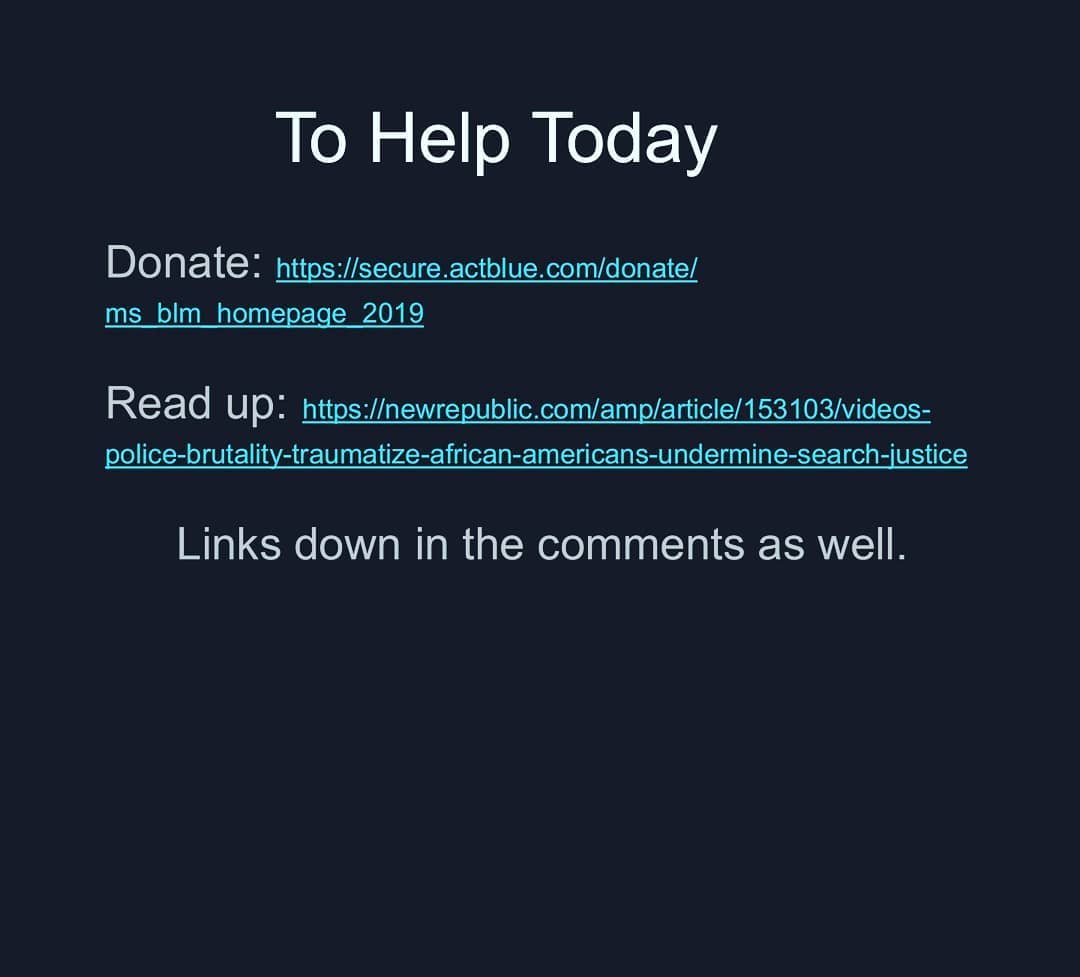 To Help Today
Donate: https://secure.actblue.com/donate/
ms_blm_homepage_2019
Read up: https://newrepublic.com/amp/article/153103/videos-
police-brutality-traumatize-african-americans-undermine-search-justice
Links down in the comments as well.